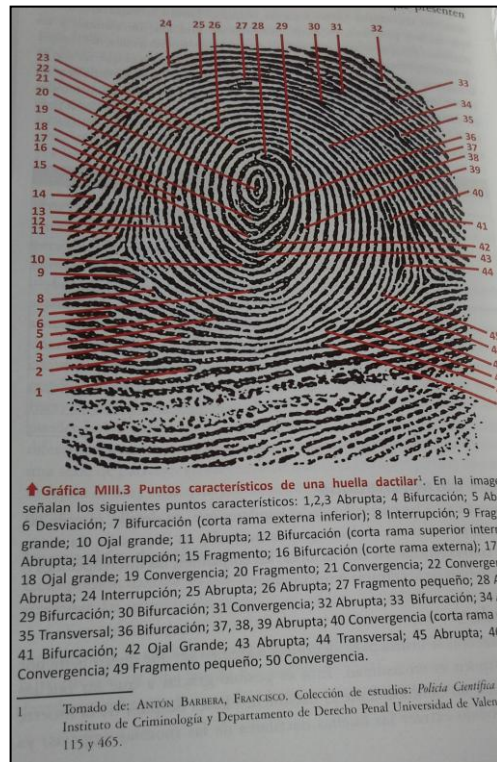 presenten
24 25 26 27 28 29 30 31 32
23
22
21
20
19
18
17
16
15
14
13
12
11
10
9
8
7
6
5
4
3
2
1
33
34
35
36
37
38
39
40
41
42
43
44
Gráfica MIII.3 Puntos característicos de una huella dactilar¹. En la image
señalan los siguientes puntos característicos: 1,2,3 Abrupta; 4 Bifurcación; 5 Ab
6 Desviación; 7 Bifurcación (corta rama externa inferior); 8 Interrupción; 9 Frag
grande; 10 Ojal grande; 11 Abrupta; 12 Bifurcación (corta rama superior intern
Abrupta; 14 Interrupción; 15 Fragmento; 16 Bifurcación (corte rama externa); 17
18 Ojal grande; 19 Convergencia; 20 Fragmento; 21 Convergencia; 22 Converge
Abrupta; 24 Interrupción; 25 Abrupta; 26 Abrupta; 27 Fragmento pequeño; 28 A
29 Bifurcación; 30 Bifurcación; 31 Convergencia; 32 Abrupta; 33 Bifurcación; 34
35 Transversal; 36 Bifurcación; 37, 38, 39 Abrupta; 40 Convergencia (corta rama
41 Bifurcación; 42 Ojal Grande; 43 Abrupta; 44 Transversal; 45 Abrupta; 46
Convergencia; 49 Fragmento pequeño; 50 Convergencia.
1 Tomado de: ANTÓN BARBERA, FRANCISCO. Colección de estudios: Policía Científica
Instituto de Criminología y Departamento de Derecho Penal Universidad de Valen
115 y 465.